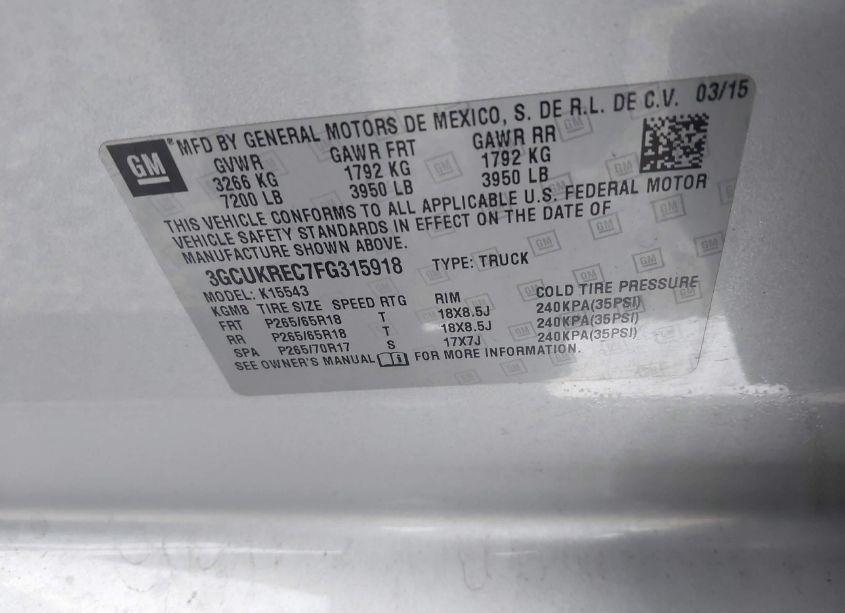 GM ® MFD BY GENERAL MOTORS DE MEXICO, S. DE R.L. DE C.V. 03/15
GVWR GAWR FRT GAWR RR
3266 KG 1792 KG 1792 KG
7200 LB 3950 LB 3950 LB
THIS VEHICLE CONFORMS TO ALL APPLICABLE U.S. FEDERAL MOTOR
VEHICLE SAFETY STANDARDS IN EFFECT ON THE DATE OF
MANUFACTURE SHOWN ABOVE.
3GCUKREC7FG315918 TYPE: TRUCK
MODEL: K15543
KGM8 TIRE SIZE SPEED RTG RIM COLD TIRE PRESSURE
FRT P265/65R18 T 18X8.5J 240KPA(35PSI)
RR P265/65R18 T 18X8.5J 240KPA(35PSI)
SPA P265/70R17 S 17X7J 240KPA(35PSI)
SEE OWNER'S MANUAL FOR MORE INFORMATION.